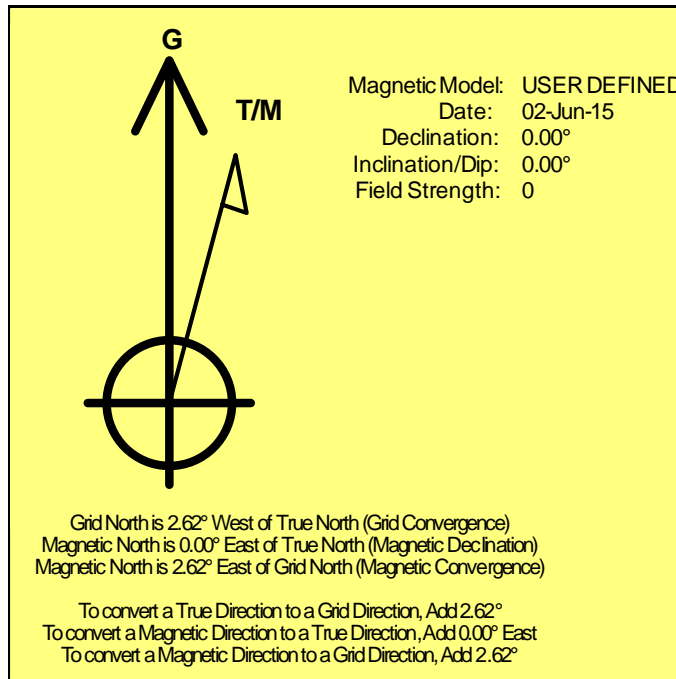 G
T/M
Magnetic Model: USER DEFINED
Date: 02-Jun-15
Declination: 0.00°
Inclination/Dip: 0.00°
Field Strength: 0
Grid North is 2.62° West of True North (Grid Convergence)
Magnetic North is 0.00° East of True North (Magnetic Declination)
Magnetic North is 2.62° East of Grid North (Magnetic Convergence)
To convert a True Direction to a Grid Direction, Add 2.62°
To convert a Magnetic Direction to a True Direction, Add 0.00° East
To convert a Magnetic Direction to a Grid Direction, Add 2.62°